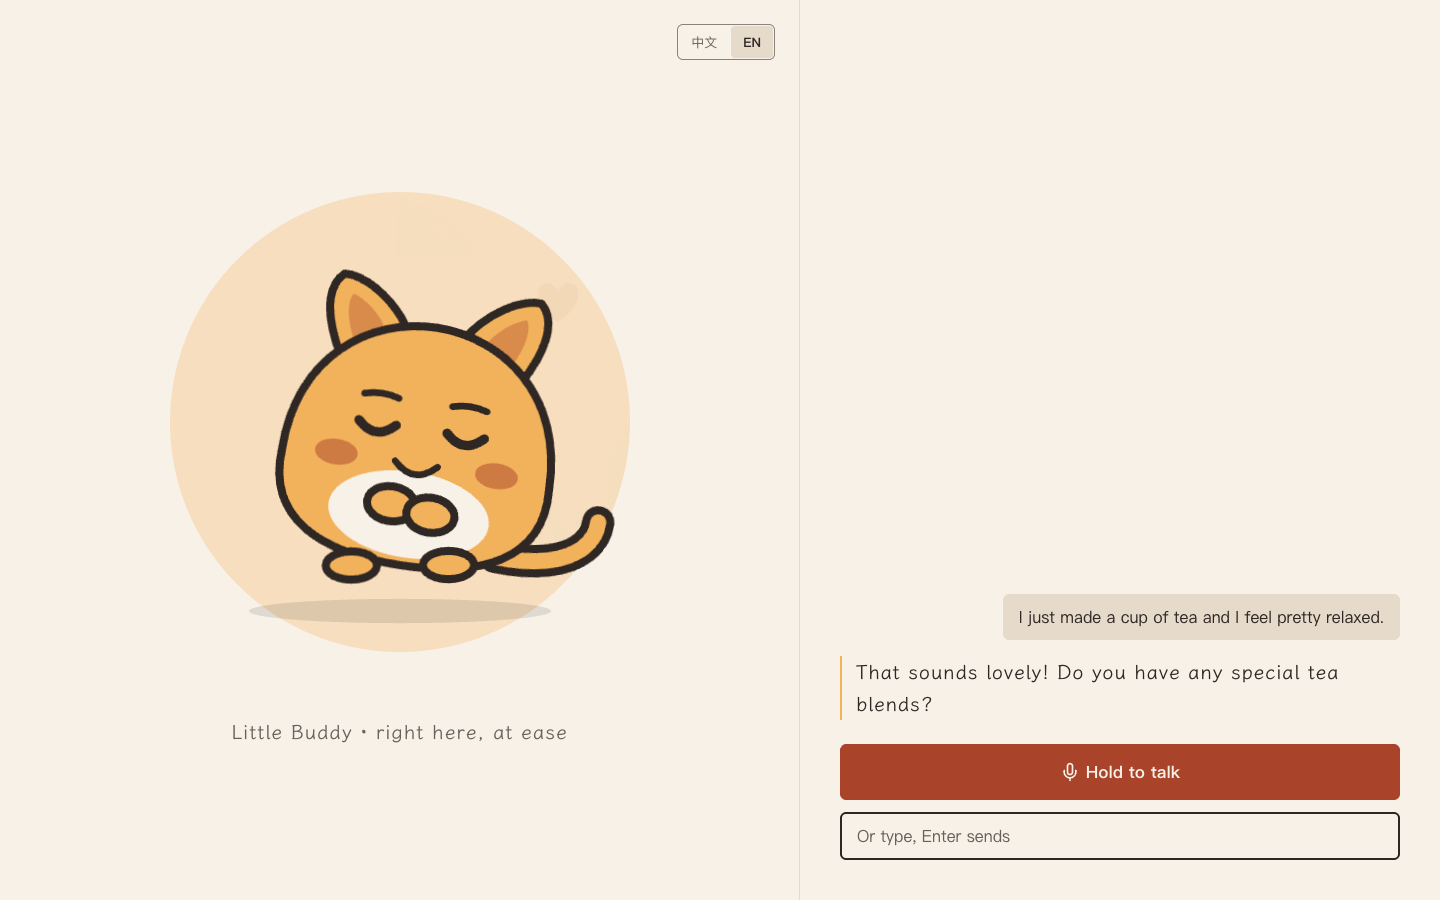 中文 EN
I just made a cup of tea and I feel pretty relaxed.
That sounds lovely! Do you have any special tea
blends?
Little Buddy • right here, at ease
Hold to talk
Or type, Enter sends